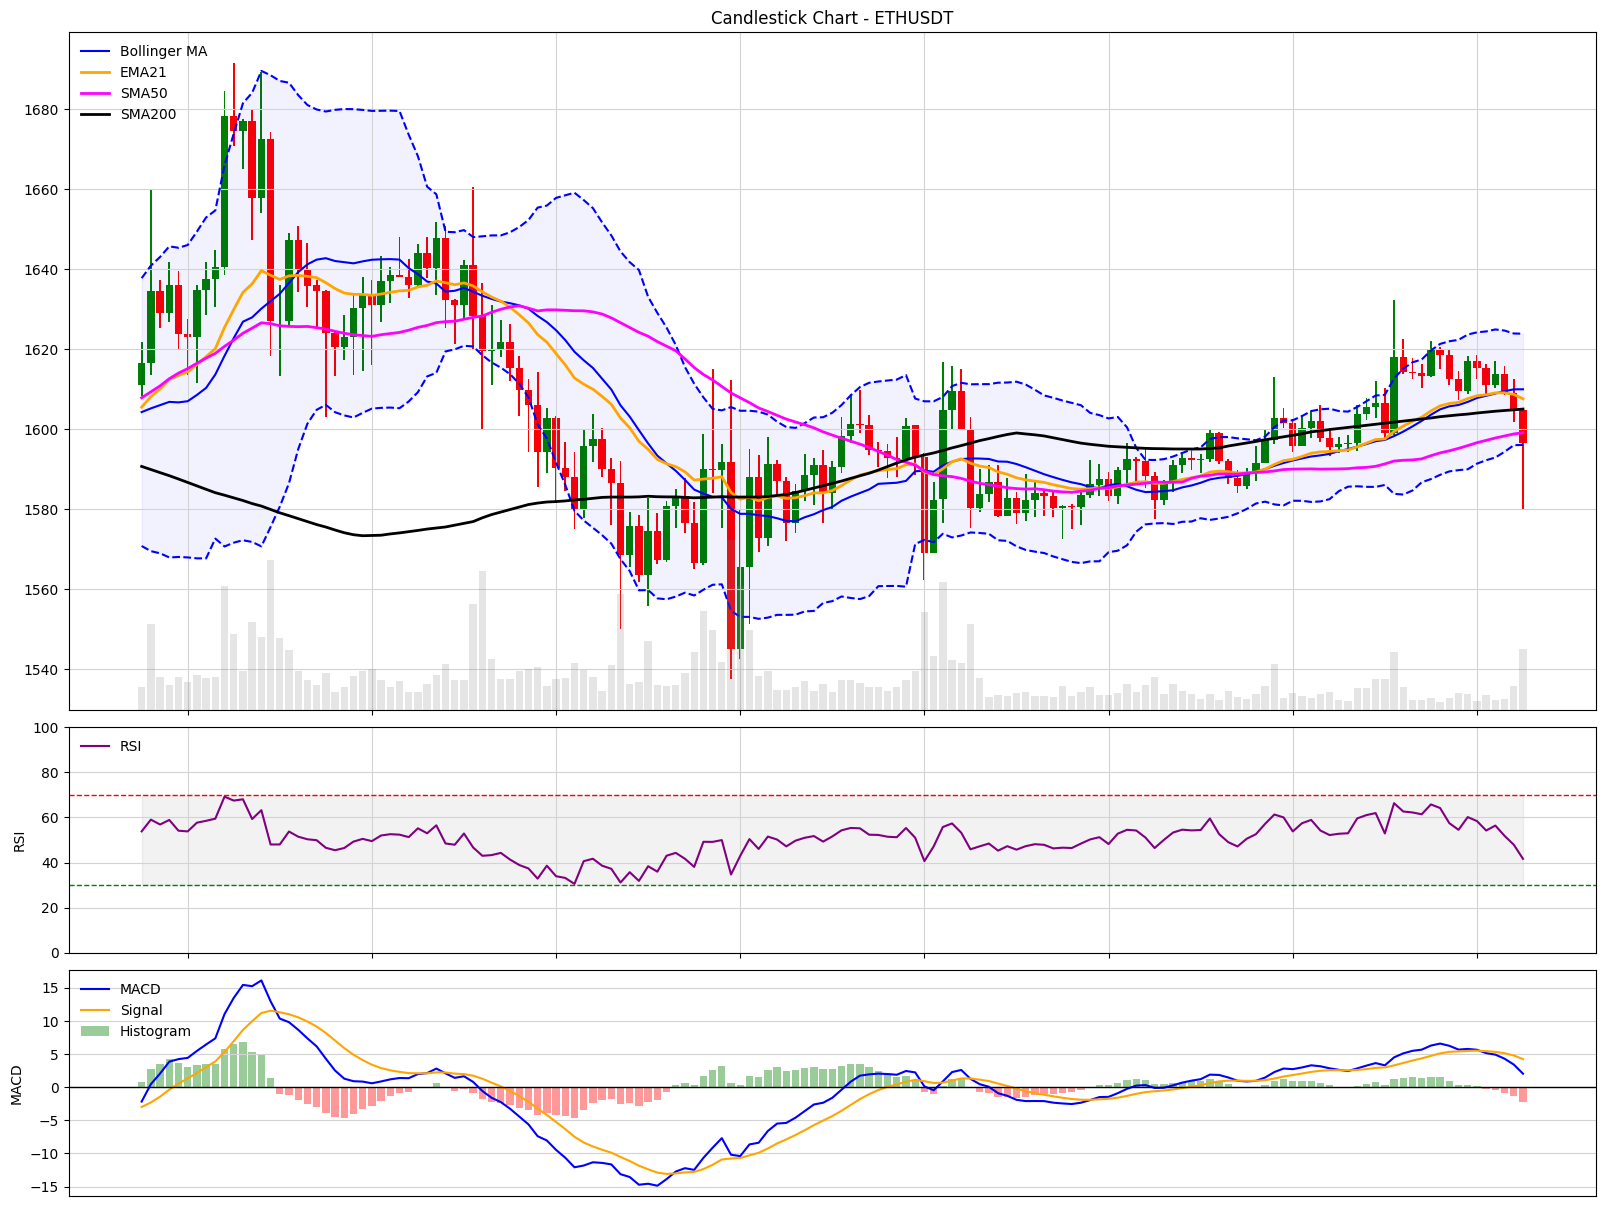 Candlestick Chart - ETHUSDT
Bollinger MA
EMA21
SMA50
SMA200
1680
1660
1640
1620
1600
1580
1560
1540
RSI
100
80
60
40
20
0
RSI
MACD
Signal
Histogram
15
10
5
0
−5
−10
−15
MACD